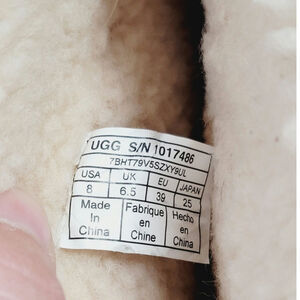 UGG S/N 1017486
7BHT79V5SZXY9UL
USA UK EU JAPAN
8 6.5 39 25
Made Fabrique Hecho
in en en
China Chine China